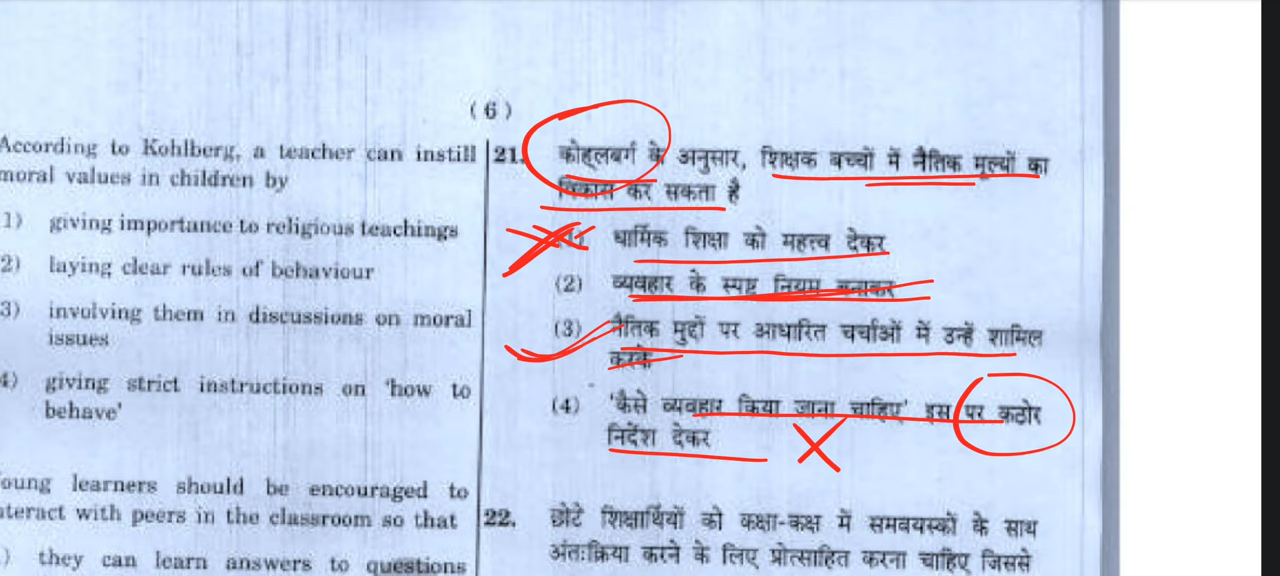 (6)
According to Kohlberg, a teacher can instill
moral values in children by
1) giving importance to religious teachings
2) laying clear rules of behaviour
3) involving them in discussions on moral
issues
4) giving strict instructions on 'how to
behave'
oung learners should be encouraged to
nteract with peers in the classroom so that
) they can learn answers to questions
21. कोह्लबर्ग के अनुसार, शिक्षक बच्चों में नैतिक मूल्यों का
विकास कर सकता है
(1) धार्मिक शिक्षा को महत्त्व देकर
(2) व्यवहार के स्पष्ट नियम बनाकर
(3) नैतिक मुद्दों पर आधारित चर्चाओं में उन्हें शामिल
करके
(4) 'कैसे व्यवहार किया जाना चाहिए' इस पर कठोर
निर्देश देकर
22. छोटे शिक्षार्थियों को कक्षा-कक्ष में समवयस्कों के साथ
अंतःक्रिया करने के लिए प्रोत्साहित करना चाहिए जिससे